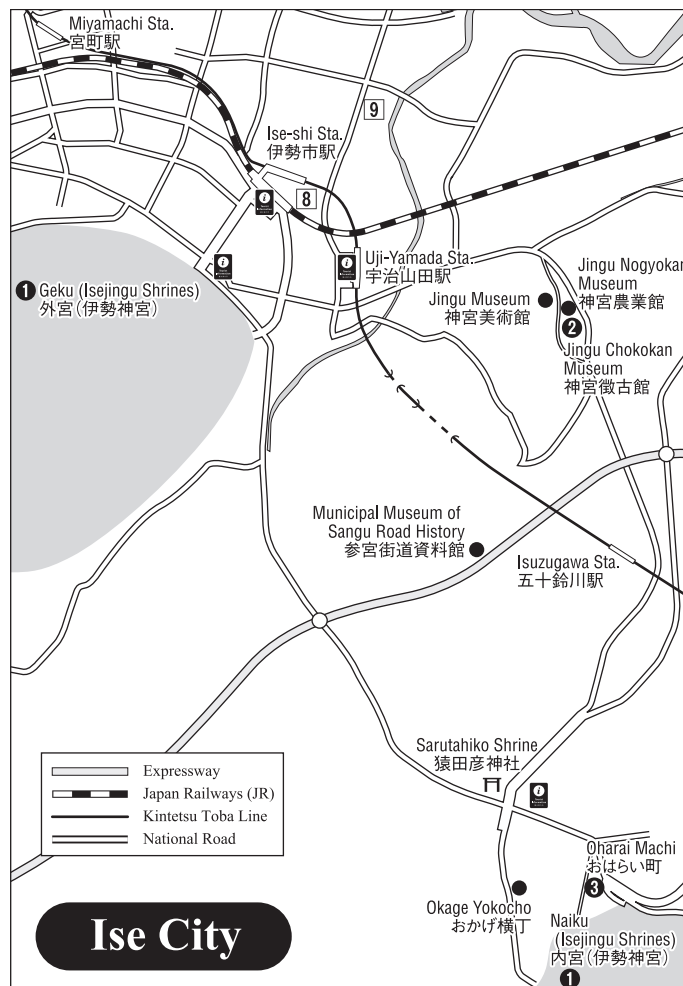 Miyamachi Sta.
宮町駅
9
Ise-shi Sta.
伊勢市駅
8
i
i
i
Uji-Yamada Sta.
宇治山田駅
1 Geku (Isejingu Shrines)
外宮(伊勢神宮)
Jingu Nogyokan
Museum
神宮農業館
Jingu Museum
神宮美術館
2
Jingu Chokokan
Museum
神宮徴古館
Municipal Museum of
Sangu Road History
参宮街道資料館
Isuzugawa Sta.
五十鈴川駅
Sarutahiko Shrine
猿田彦神社
i
Expressway
Japan Railways (JR)
Kintetsu Toba Line
National Road
Oharai Machi
おはらい町
3
Okage Yokocho
おかげ横丁
Naiku
(Isejingu Shrines)
内宮(伊勢神宮)
1
Ise City